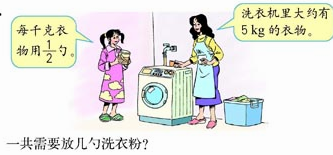 每千克衣
物用1/2勺。
洗衣机里大约有
5 kg的衣物。
一共需要放几勺洗衣粉?